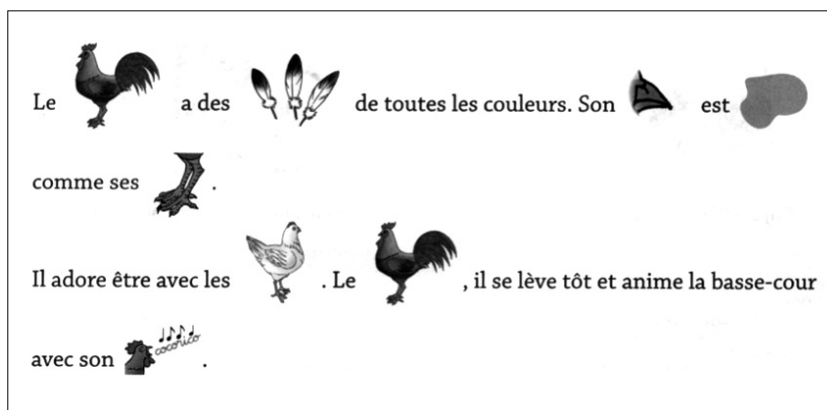 Le a des de toutes les couleurs. Son est
comme ses .
Il adore être avec les . Le , il se lève tôt et anime la basse-cour
cocorico
avec son .